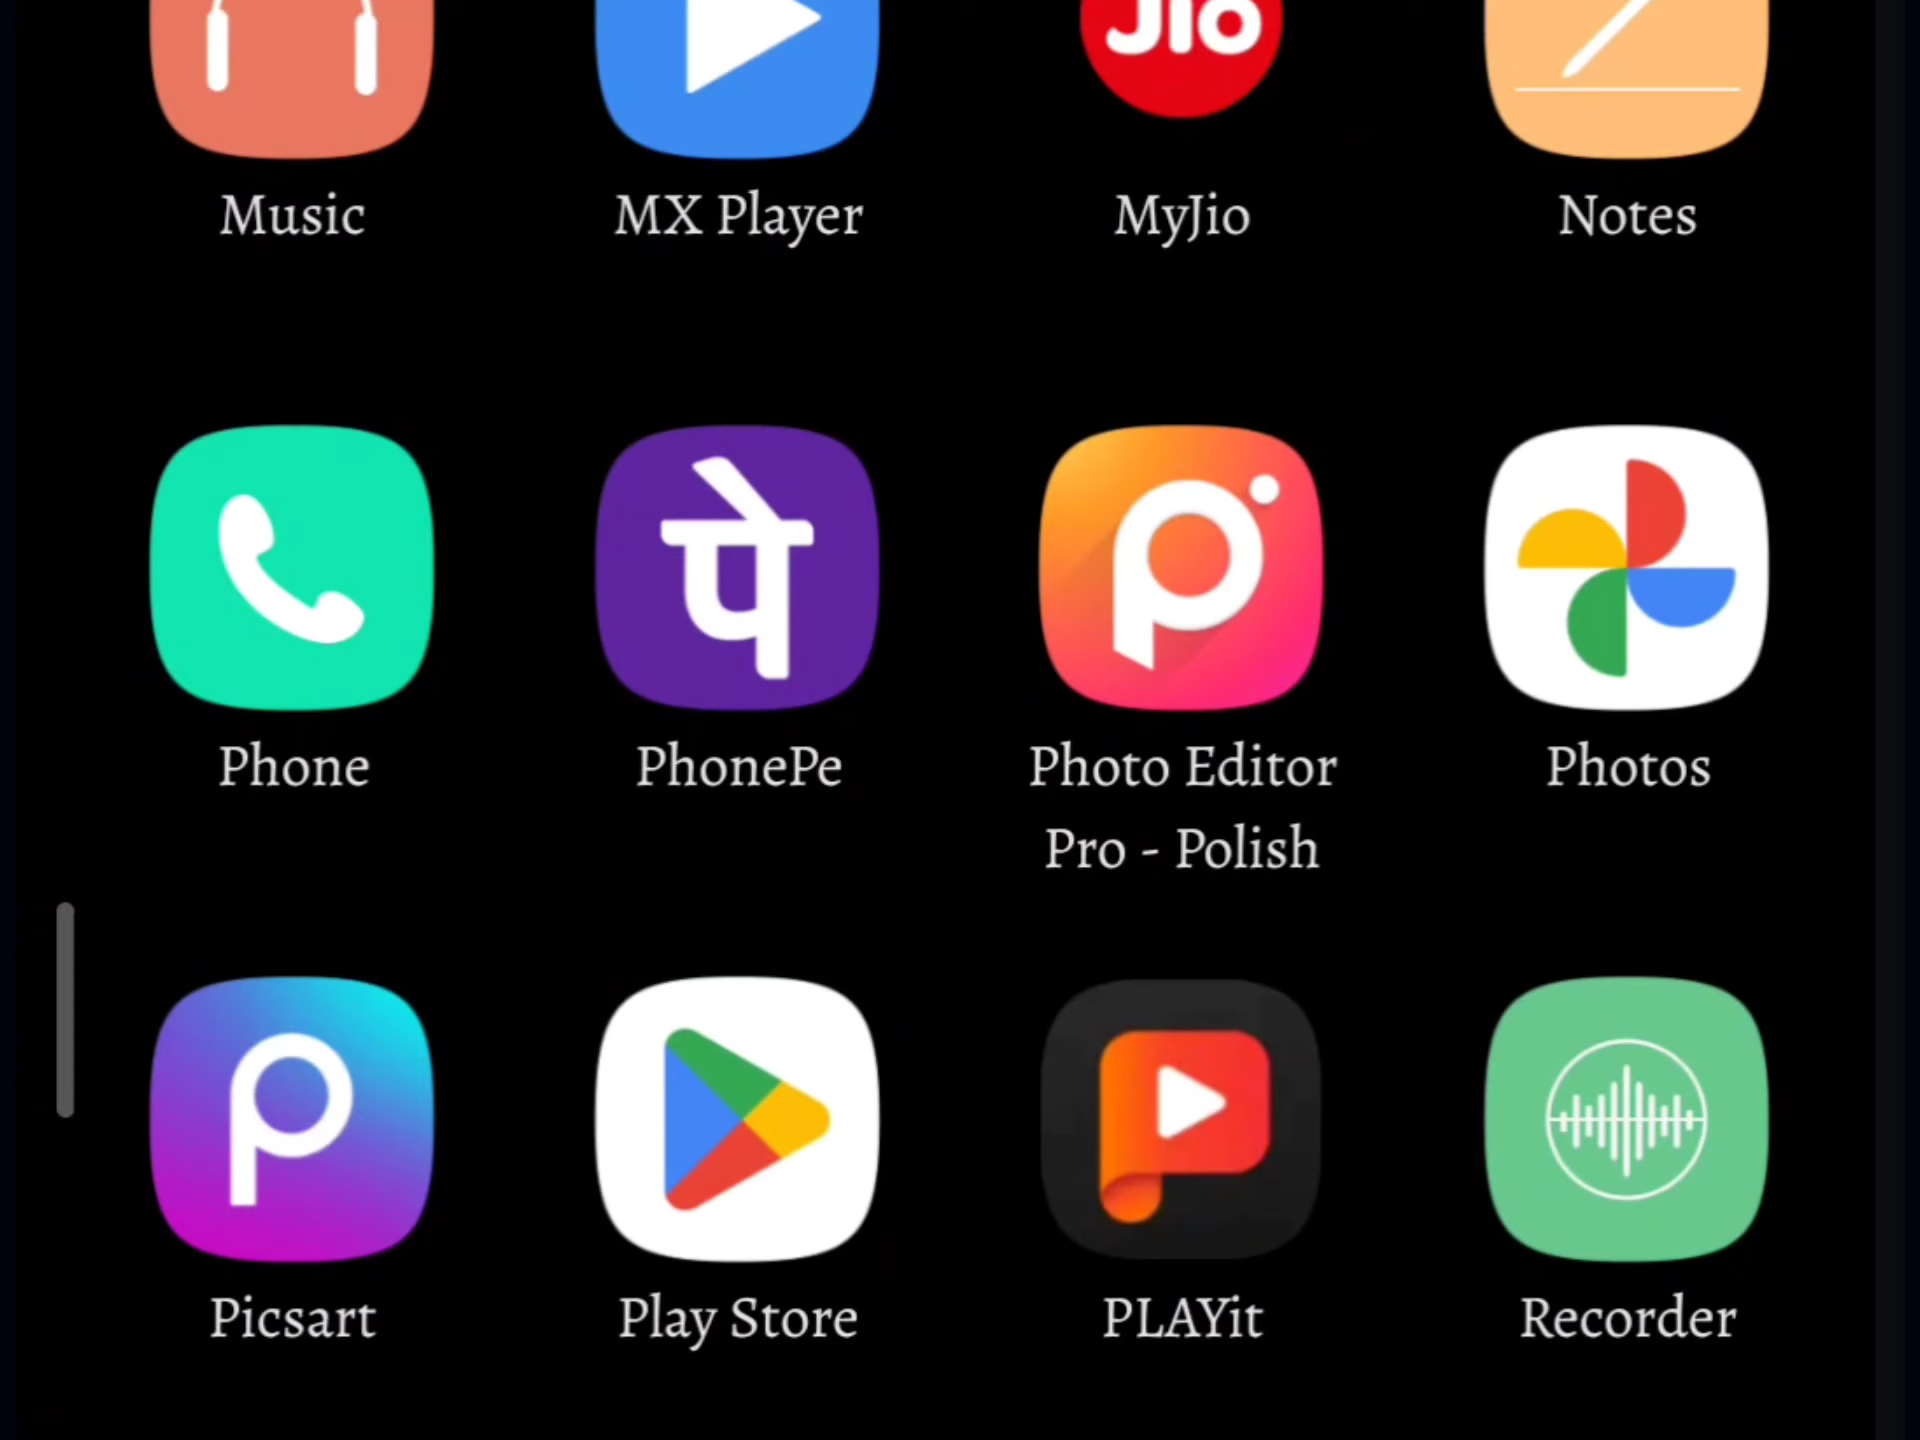 Jio
Music
MX Player
MyJio
Notes
पे
Phone
PhonePe
Photo Editor
Pro - Polish
Photos
Picsart
Play Store
PLAYit
Recorder